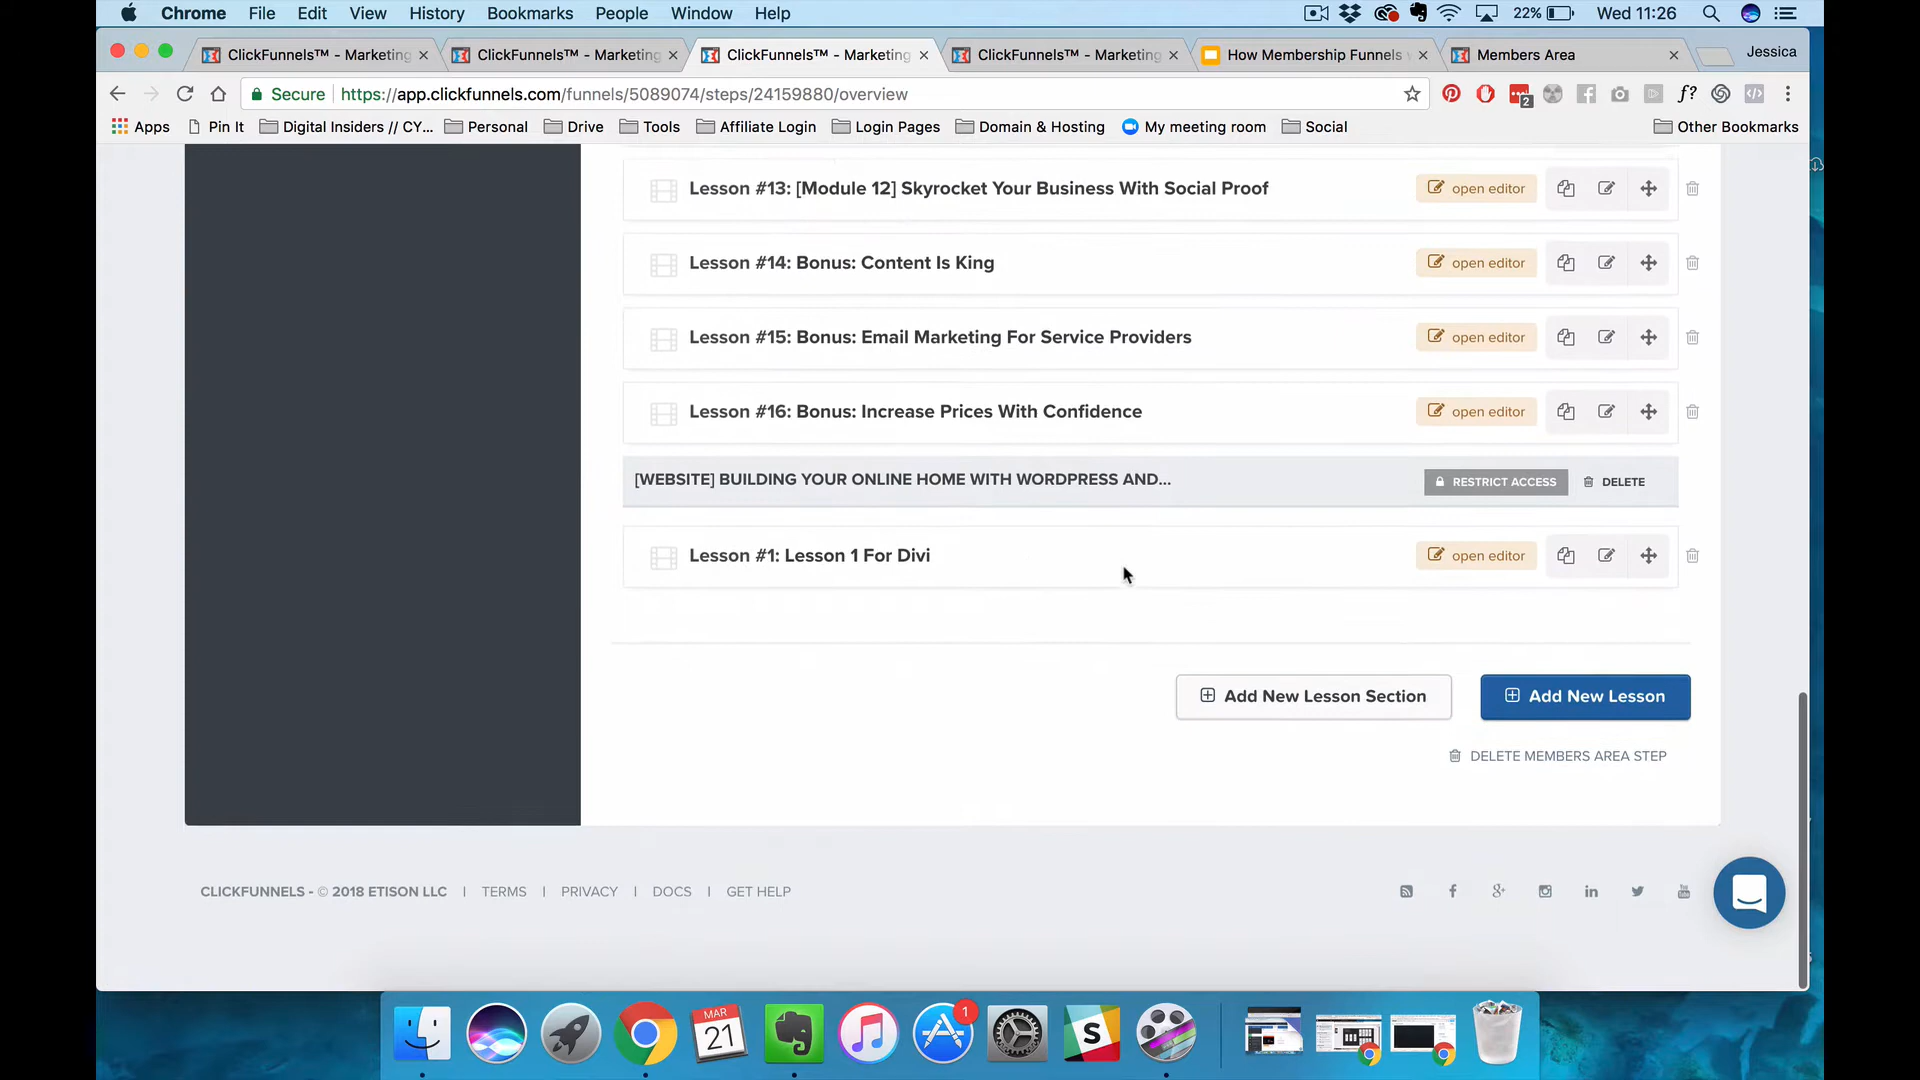 Chrome File Edit View History Bookmarks People Window Help 22% Wed 11:26
ClickFunnels™ - Marketing ClickFunnels™ - Marketing ClickFunnels™ - Marketing ClickFunnels™ - Marketing How Membership Funnels Members Area Jessica
Secure https://app.clickfunnels.com/funnels/5089074/steps/24159880/overview f? 2
Apps Pin It Digital Insiders // CY... Personal Drive Tools Affiliate Login Login Pages Domain & Hosting My meeting room Social Other Bookmarks
Lesson #13: [Module 12] Skyrocket Your Business With Social Proof open editor
Lesson #14: Bonus: Content Is King open editor
Lesson #15: Bonus: Email Marketing For Service Providers open editor
Lesson #16: Bonus: Increase Prices With Confidence open editor
[WEBSITE] BUILDING YOUR ONLINE HOME WITH WORDPRESS AND... RESTRICT ACCESS DELETE
Lesson #1: Lesson 1 For Divi open editor
Add New Lesson Section Add New Lesson
DELETE MEMBERS AREA STEP
CLICKFUNNELS - © 2018 ETISON LLC | TERMS | PRIVACY | DOCS | GET HELP
MAR
21
1
S